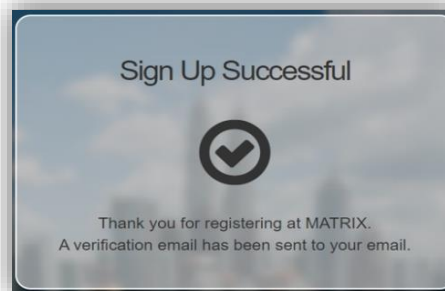 Sign Up Successful
Thank you for registering at MATRIX.
A verification email has been sent to your email.